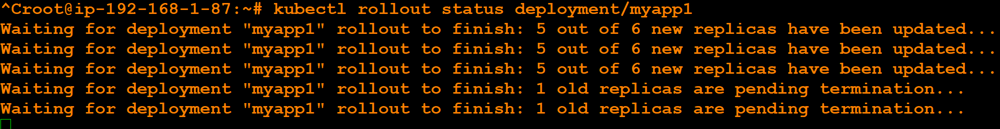 ^Croot@ip-192-168-1-87:~# kubectl rollout status deployment/myapp1
Waiting for deployment "myapp1" rollout to finish: 5 out of 6 new replicas have been updated...
Waiting for deployment "myapp1" rollout to finish: 5 out of 6 new replicas have been updated...
Waiting for deployment "myapp1" rollout to finish: 5 out of 6 new replicas have been updated...
Waiting for deployment "myapp1" rollout to finish: 1 old replicas are pending termination...
Waiting for deployment "myapp1" rollout to finish: 1 old replicas are pending termination...